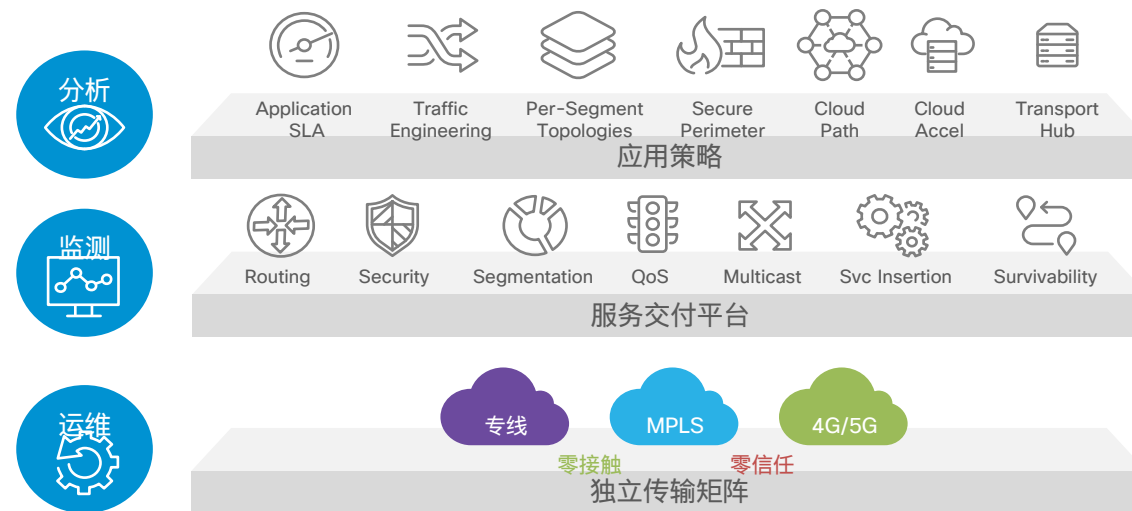 分析
Application
SLA
Traffic
Engineering
Per-Segment
Topologies
Secure
Perimeter
Cloud
Path
Cloud
Accel
Transport
Hub
应用策略
监测
Routing
Security
Segmentation
QoS
Multicast
Svc Insertion
Survivability
服务交付平台
运维
专线
MPLS
4G/5G
零接触
零信任
独立传输矩阵